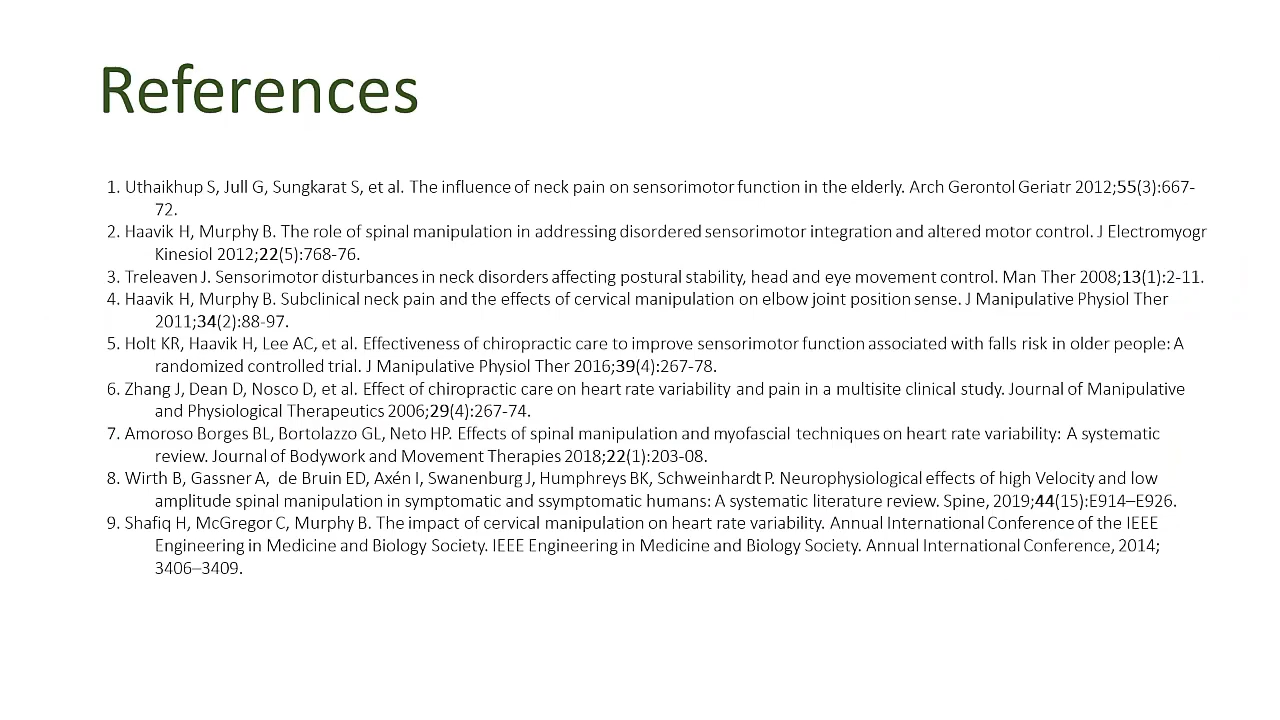 References
1. Uthaikhup S, Jull G, Sungkarat S, et al. The influence of neck pain on sensorimotor function in the elderly. Arch Gerontol Geriatr 2012;55(3):667-
72.
2. Haavik H, Murphy B. The role of spinal manipulation in addressing disordered sensorimotor integration and altered motor control. J Electromyogr
Kinesiol 2012;22(5):768-76.
3. Treleaven J. Sensorimotor disturbances in neck disorders affecting postural stability, head and eye movement control. Man Ther 2008;13(1):2-11.
4. Haavik H, Murphy B. Subclinical neck pain and the effects of cervical manipulation on elbow joint position sense. J Manipulative Physiol Ther
2011;34(2):88-97.
5. Holt KR, Haavik H, Lee AC, et al. Effectiveness of chiropractic care to improve sensorimotor function associated with falls risk in older people: A
randomized controlled trial. J Manipulative Physiol Ther 2016;39(4):267-78.
6. Zhang J, Dean D, Nosco D, et al. Effect of chiropractic care on heart rate variability and pain in a multisite clinical study. Journal of Manipulative
and Physiological Therapeutics 2006;29(4):267-74.
7. Amoroso Borges BL, Bortolazzo GL, Neto HP. Effects of spinal manipulation and myofascial techniques on heart rate variability: A systematic
review. Journal of Bodywork and Movement Therapies 2018;22(1):203-08.
8. Wirth B, Gassner A, de Bruin ED, Axén I, Swanenburg J, Humphreys BK, Schweinhardt P. Neurophysiological effects of high Velocity and low
amplitude spinal manipulation in symptomatic and ssymptomatic humans: A systematic literature review. Spine, 2019;44(15):E914–E926.
9. Shafiq H, McGregor C, Murphy B. The impact of cervical manipulation on heart rate variability. Annual International Conference of the IEEE
Engineering in Medicine and Biology Society. IEEE Engineering in Medicine and Biology Society. Annual International Conference, 2014;
3406–3409.